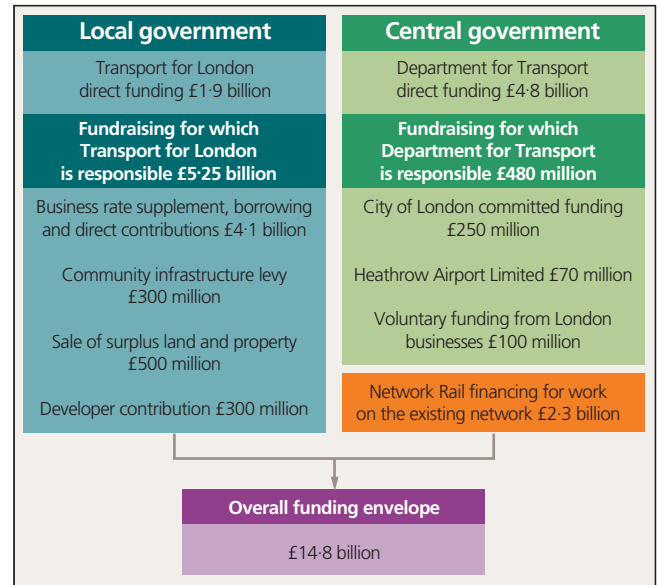 Local government
Transport for London
direct funding £1·9 billion
Fundraising for which
Transport for London
is responsible £5·25 billion
Business rate supplement, borrowing
and direct contributions £4·1 billion
Community infrastructure levy
£300 million
Sale of surplus land and property
£500 million
Developer contribution £300 million
Central government
Department for Transport
direct funding £4·8 billion
Fundraising for which
Department for Transport
is responsible £480 million
City of London committed funding
£250 million
Heathrow Airport Limited £70 million
Voluntary funding from London
businesses £100 million
Network Rail financing for work
on the existing network £2·3 billion
Overall funding envelope
£14·8 billion